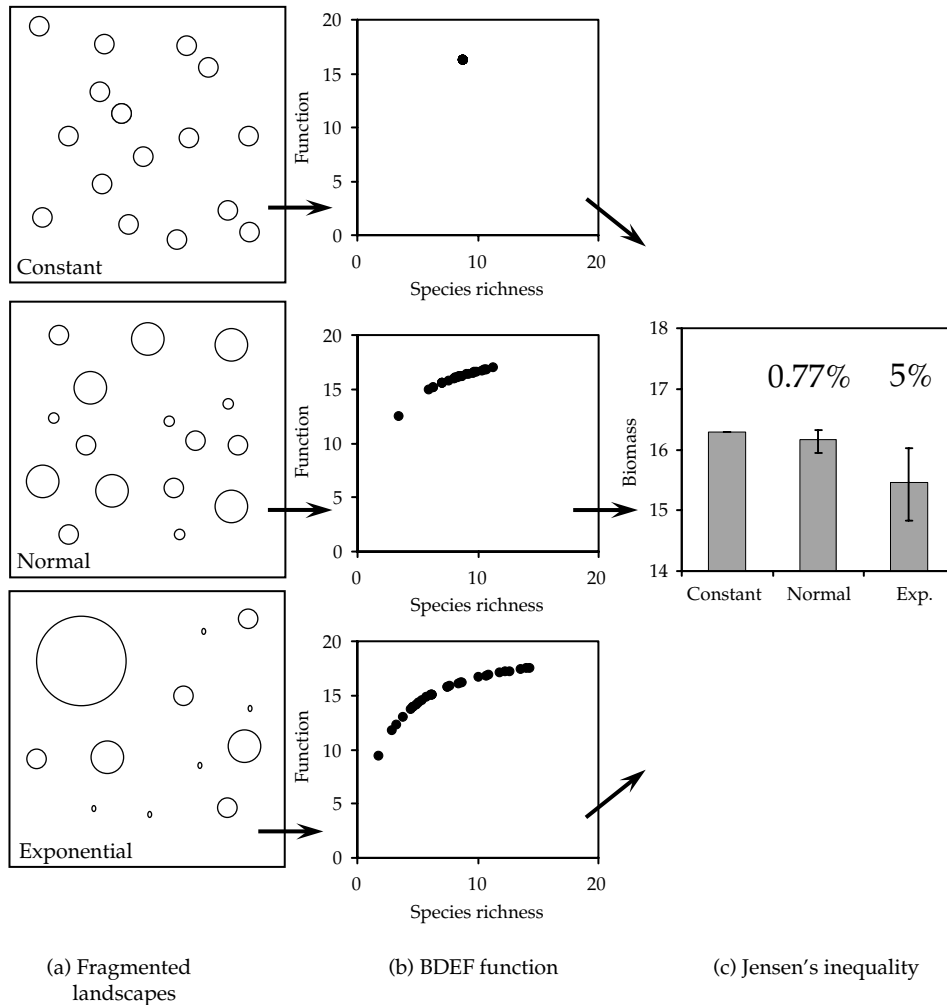 Constant
20
15
10
5
0
Function
0
10
20
Species richness
Normal
20
15
10
5
0
Function
0
10
20
Species richness
18
17
16
15
14
Biomass
0.77%
5%
Constant
Normal
Exp.
Exponential
20
15
10
5
0
Function
0
10
20
Species richness
(a) Fragmented
landscapes
(b) BDEF function
(c) Jensen’s inequality